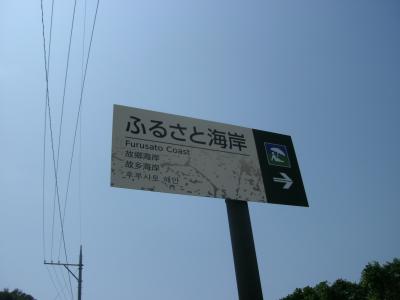 ふるさと海岸
Furusato Coast
故鄉海岸
故乡海岸
후루사토 해안